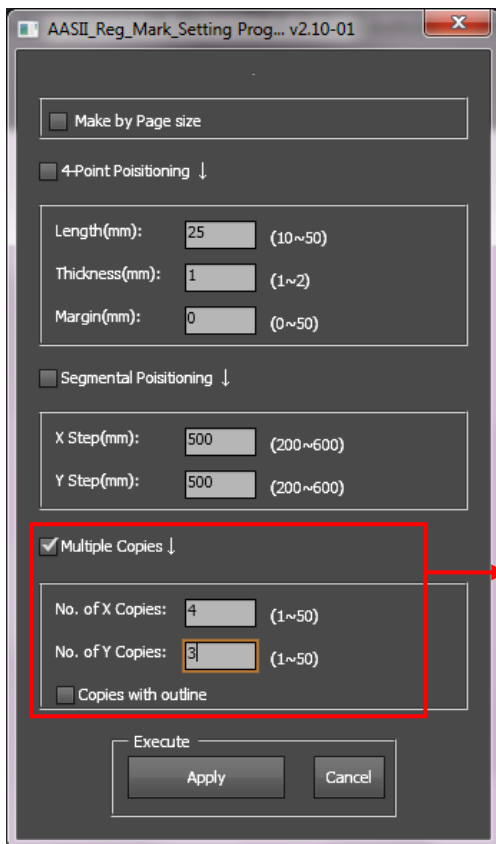 AASII_Reg_Mark_Setting Prog... v2.10-01
Make by Page size
4-Point Poisitioning ↓
Length(mm): 25 (10~50)
Thickness(mm): 1 (1~2)
Margin(mm): 0 (0~50)
Segmental Poisitioning ↓
X Step(mm): 500 (200~600)
Y Step(mm): 500 (200~600)
Multiple Copies ↓
No. of X Copies: 4 (1~50)
No. of Y Copies: 3 (1~50)
Copies with outline
Execute
Apply Cancel